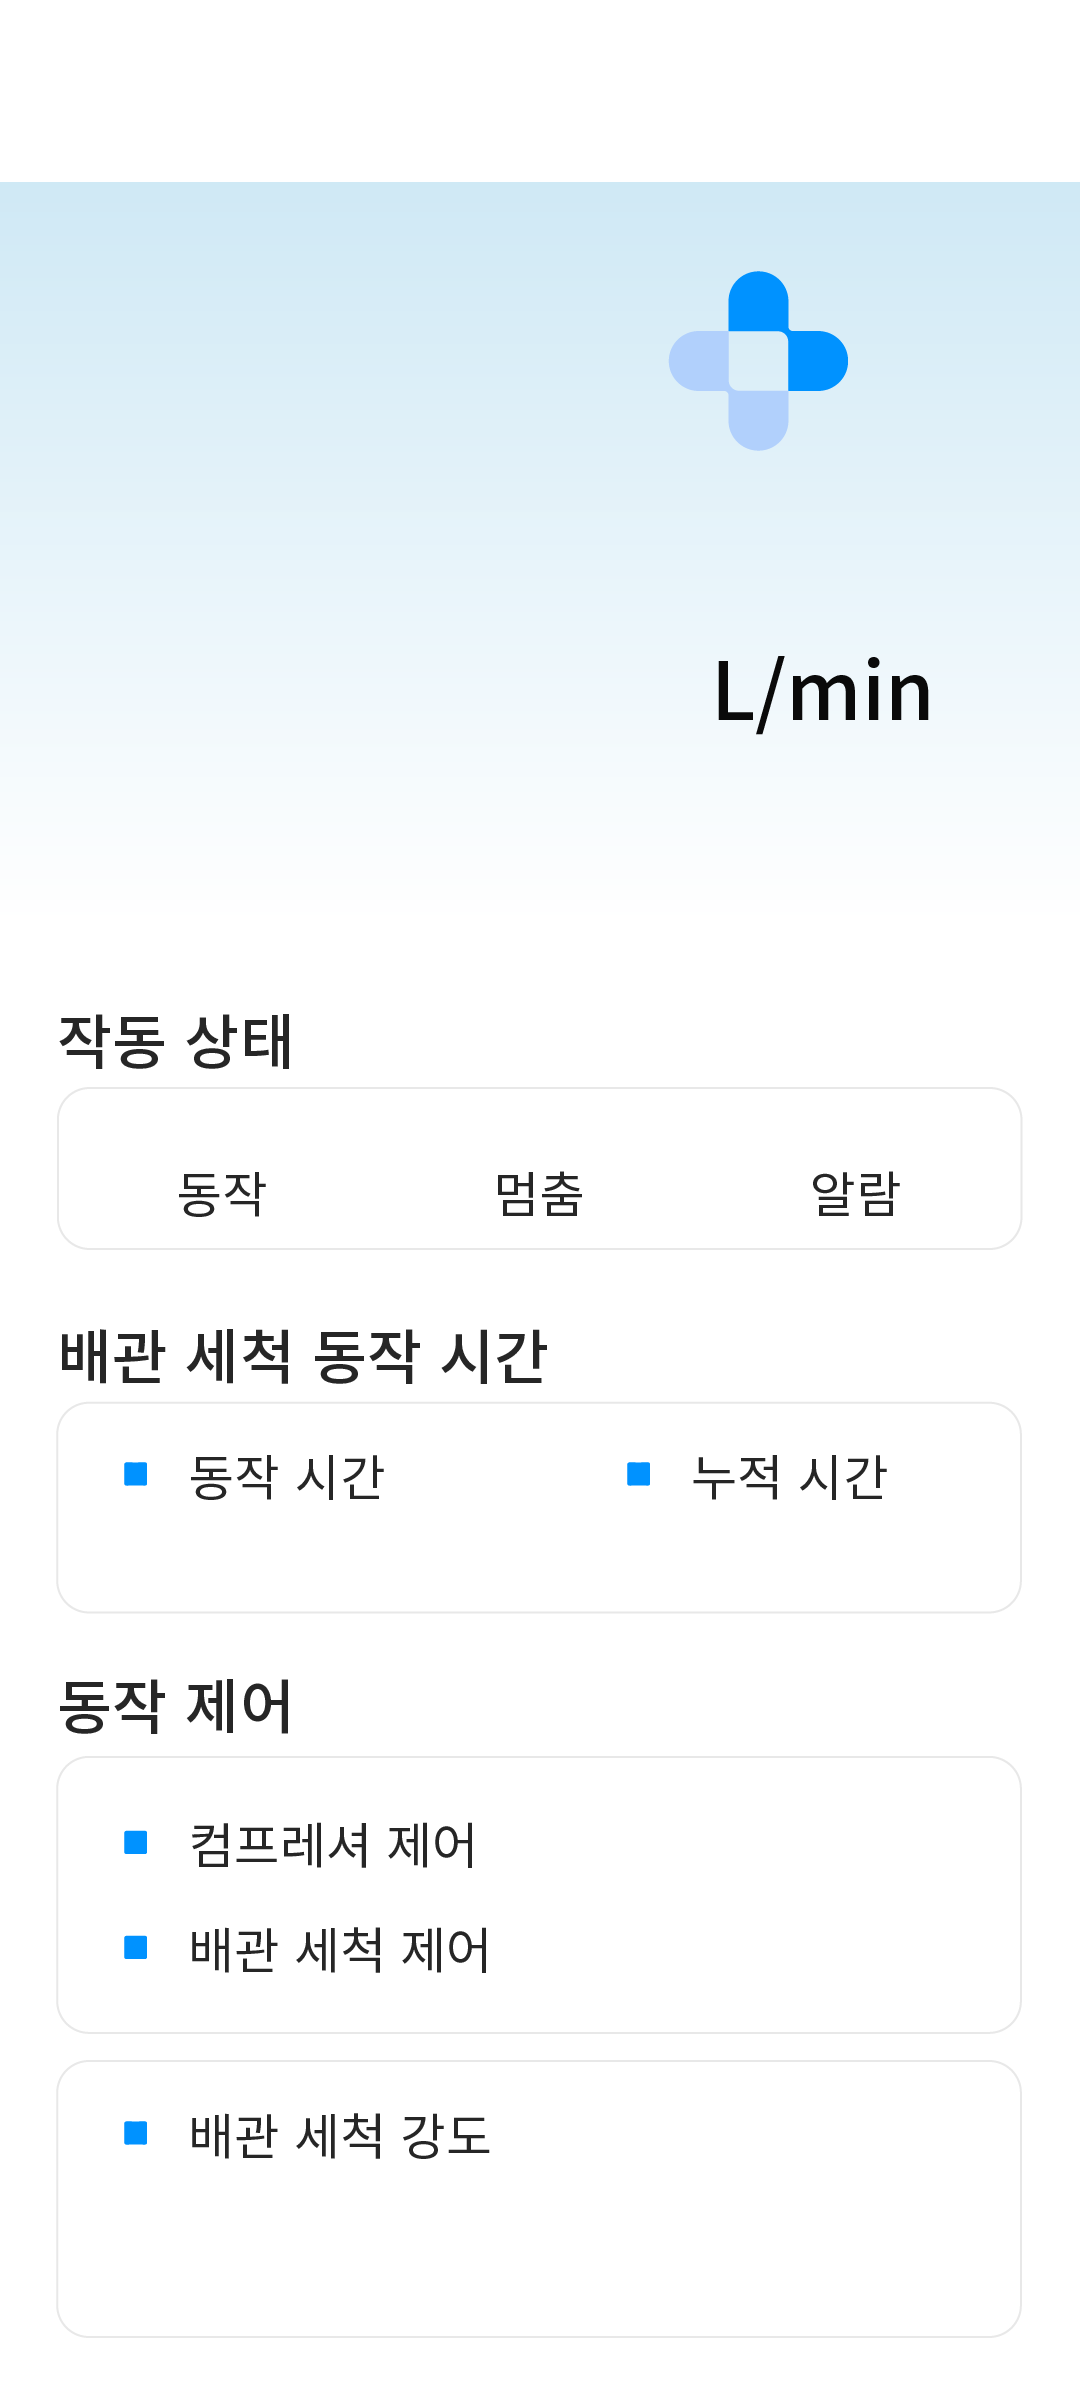 L/min
작동 상태
동작 멈춤 알람
배관 세척 동작 시간
동작 시간 누적 시간
동작 제어
컴프레셔 제어
배관 세척 제어
배관 세척 강도